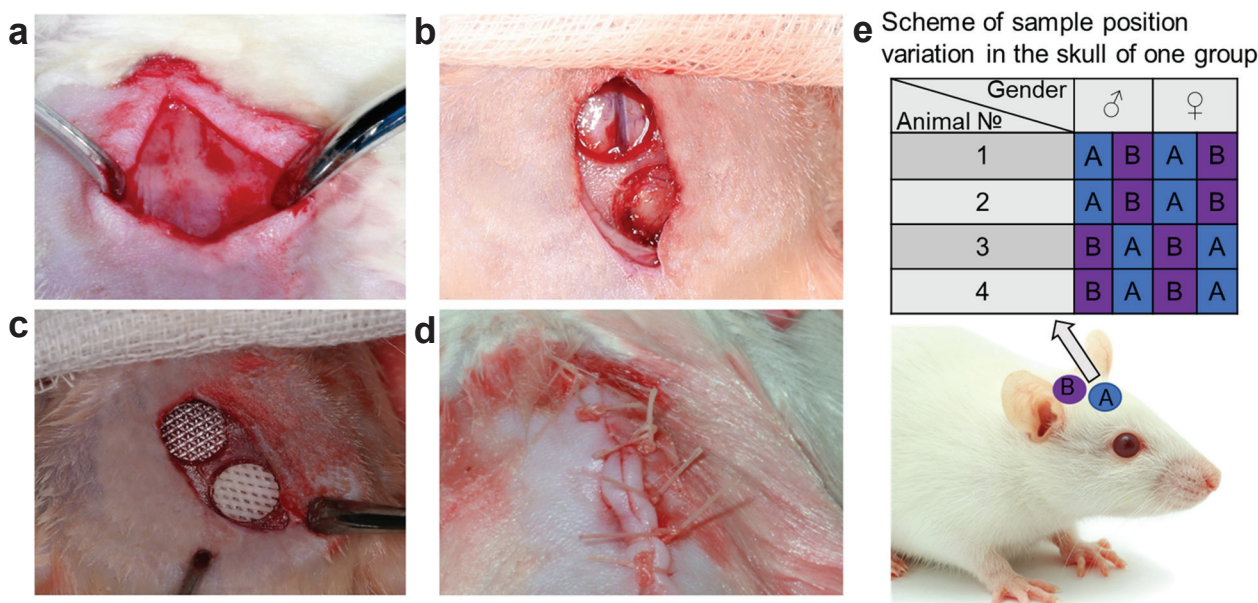 a
b
e Scheme of sample position
variation in the skull of one group
Gender
Animal №
♂ ♀
1 A B A B
2 A B A B
3 B A B A
4 B A B A
c
d
B A